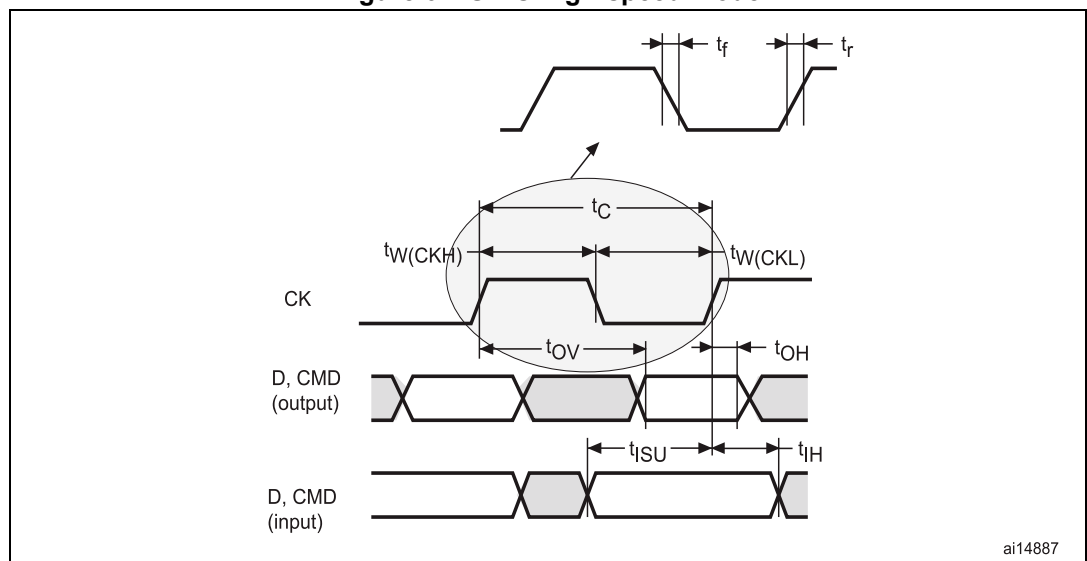 tf
tr
tC
tW(CKH)
tW(CKL)
CK
tOV
tOH
D, CMD
(output)
tISU
tIH
D, CMD
(input)
ai14887